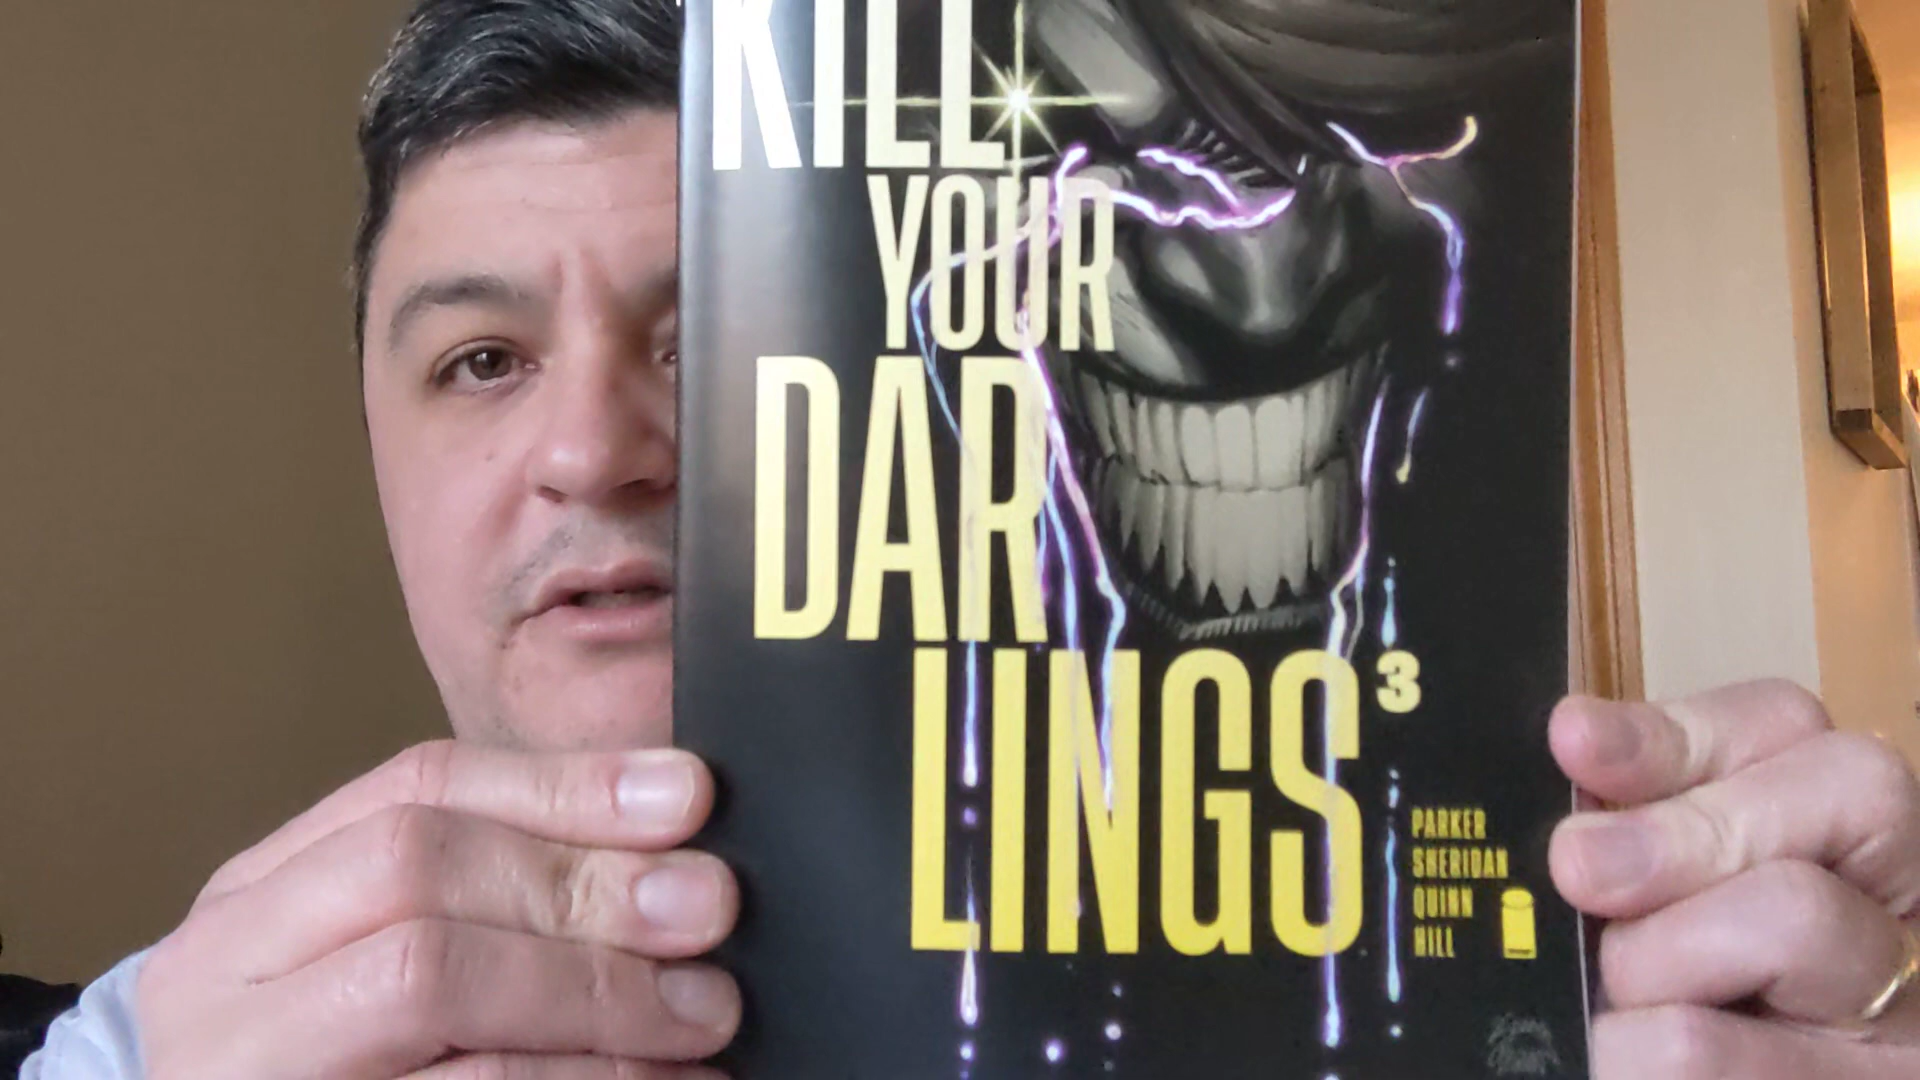 KILL
YOUR
DAR
LINGS 3
PARKER
SHERIDAN
QUINN
HILL